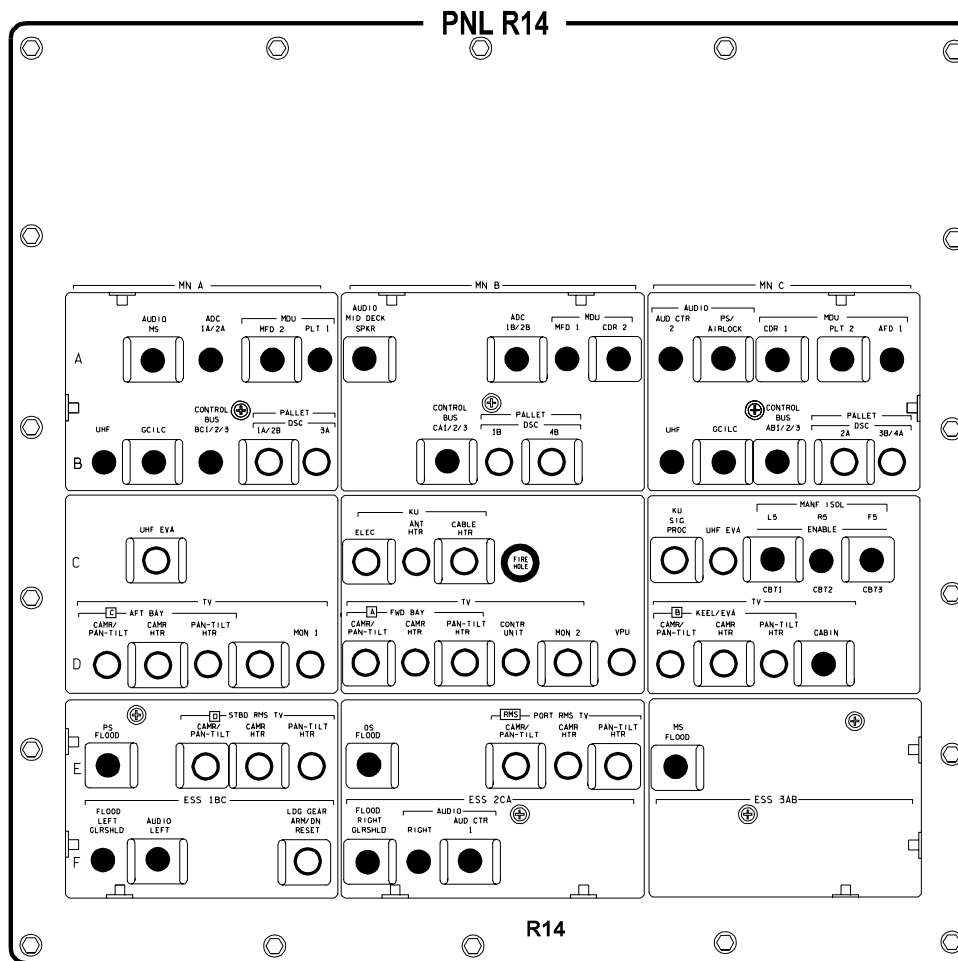 PNL R14
MN A
MN B
MN C
AUDIO
MS
ADC
1A/2A
MDU
MFD 2
PLT 1
AUDIO
MID DECK
SPKR
ADC
1B/2B
MDU
MFD 1
CDR 2
AUDIO
AUD CTR
2
PS/
AIRLOCK
MDU
CDR 1
PLT 2
AFD 1
A
CONTROL
BUS
BC1/2/3
UHF
GCILC
PALLET
DSC
1A/2B
3A
CONTROL
BUS
CA1/2/3
PALLET
DSC
1B
4B
UHF
GCILC
CONTROL
BUS
AB1/2/3
PALLET
DSC
2A
3B/4A
B
UHF EVA
KU
ELEC
ANT
HTR
CABLE
HTR
FIRE
HOLE
KU
SIG
PROC
UHF EVA
MANF ISOL
L5
R5
F5
ENABLE
CBT1
CBT2
CBT3
C
TV
C
AFT BAY
CAMR/
PAN-TILT
CAMR
HTR
PAN-TILT
HTR
MON 1
TV
A
FWD BAY
CAMR/
PAN-TILT
CAMR
HTR
PAN-TILT
HTR
CONTR
UNIT
MON 2
VPU
TV
B
KEEL/EVA
CAMR/
PAN-TILT
CAMR
HTR
PAN-TILT
HTR
CABIN
D
PS
FLOOD
D
STBD RMS TV
CAMR/
PAN-TILT
CAMR
HTR
PAN-TILT
HTR
OS
FLOOD
RMS
PORT RMS TV
CAMR/
PAN-TILT
CAMR
HTR
PAN-TILT
HTR
MS
FLOOD
E
ESS 1BC
ESS 2CA
ESS 3AB
FLOOD
LEFT
GLRSHLD
AUDIO
LEFT
LDG GEAR
ARM/DN
RESET
FLOOD
RIGHT
GLRSHLD
AUDIO
RIGHT
AUD CTR
1
F
R14